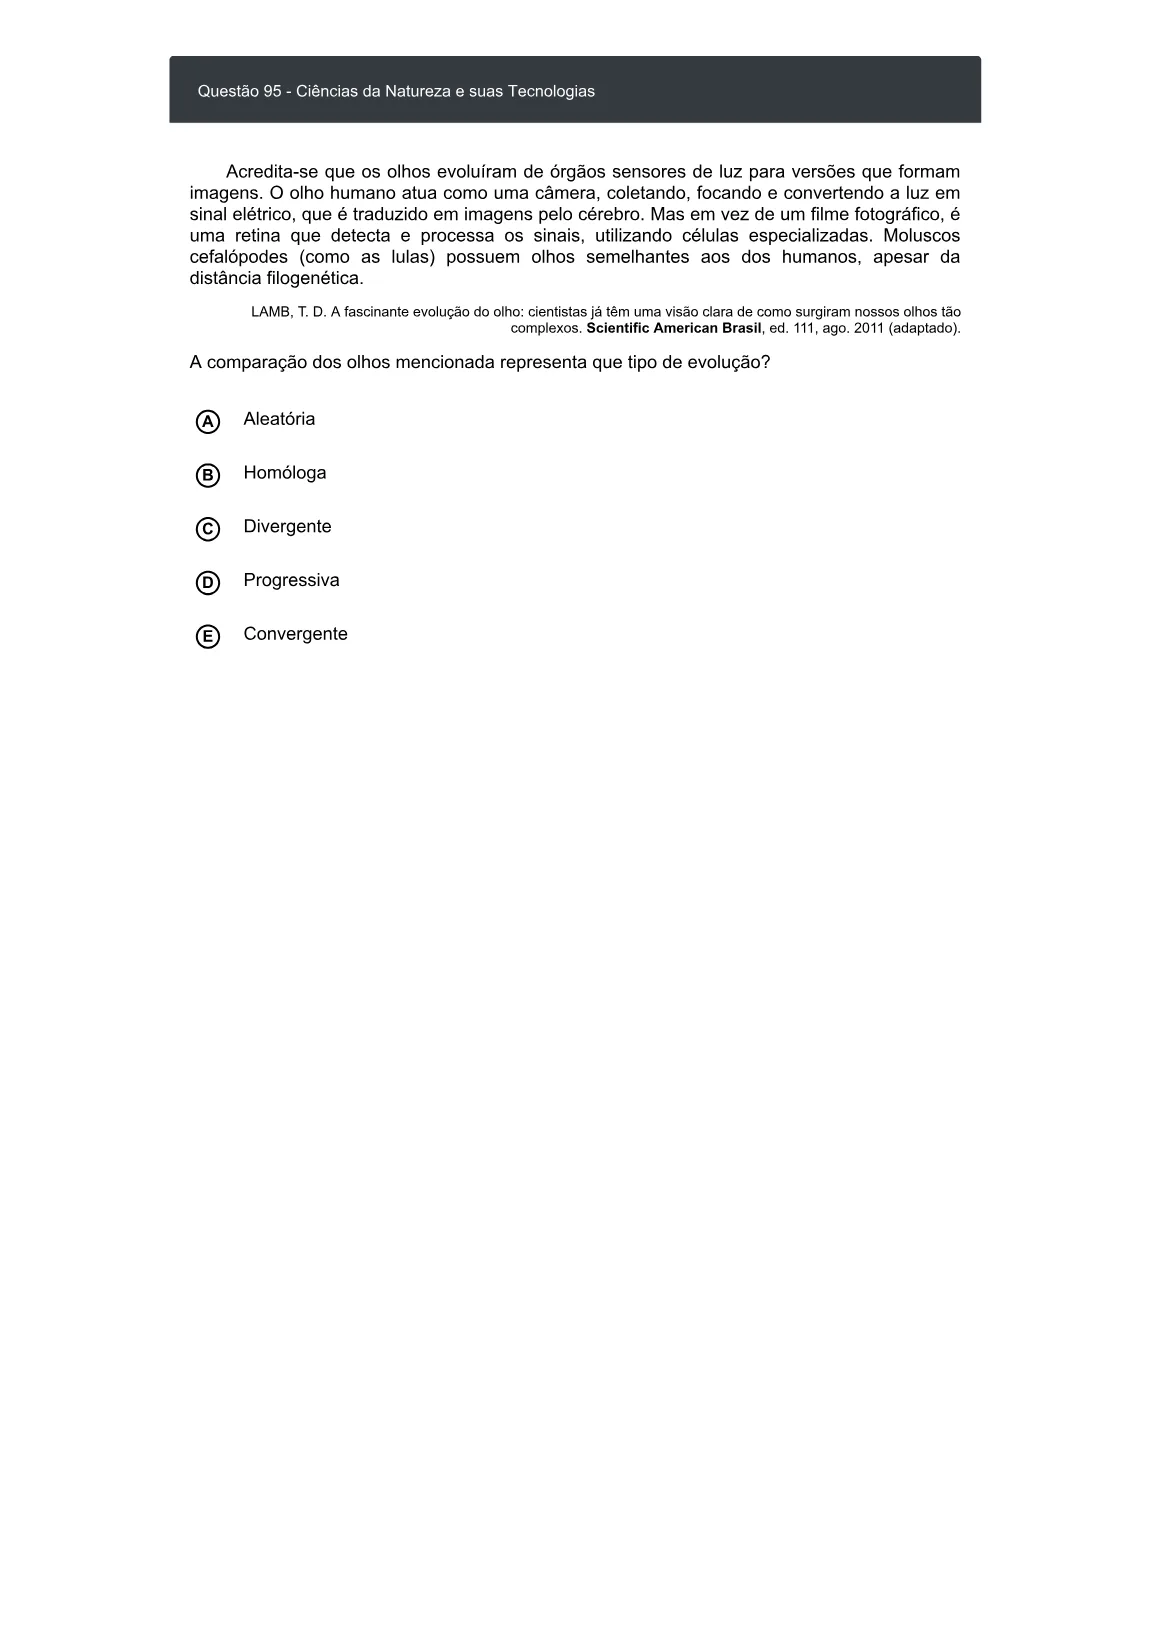 Questão 95 - Ciências da Natureza e suas Tecnologias
Acredita-se que os olhos evoluíram de órgãos sensores de luz para versões que formam
imagens. O olho humano atua como uma câmera, coletando, focando e convertendo a luz em
sinal elétrico, que é traduzido em imagens pelo cérebro. Mas em vez de um filme fotográfico, é
uma retina que detecta e processa os sinais, utilizando células especializadas. Moluscos
cefalópodes (como as lulas) possuem olhos semelhantes aos dos humanos, apesar da
distância filogenética.
LAMB, T. D. A fascinante evolução do olho: cientistas já têm uma visão clara de como surgiram nossos olhos tão
complexos. Scientific American Brasil, ed. 111, ago. 2011 (adaptado).
A comparação dos olhos mencionada representa que tipo de evolução?
A Aleatória
B Homóloga
C Divergente
D Progressiva
E Convergente